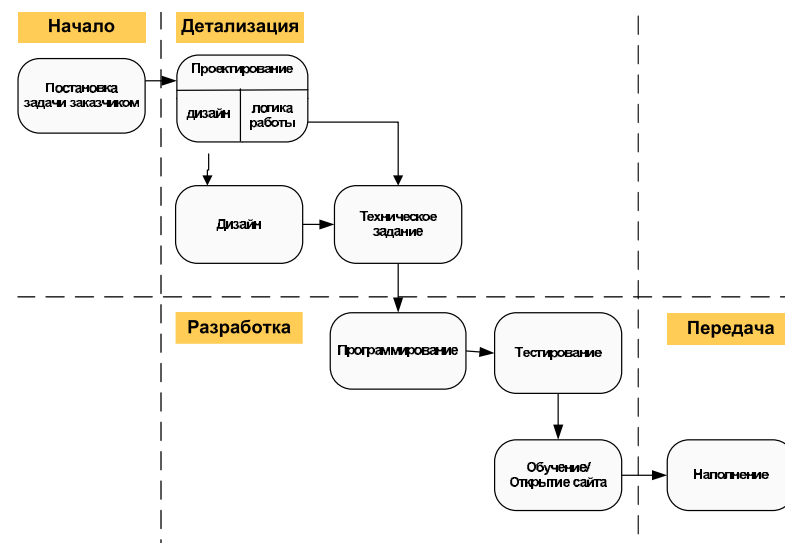 Начало
Детализация
Постановка
задачи заказчиком
Проектирование
дизайн
логика
работы
Дизайн
Техническое
задание
Разработка
Передача
Программирование
Тестирование
Обучение/
Открытие сайта
Наполнение